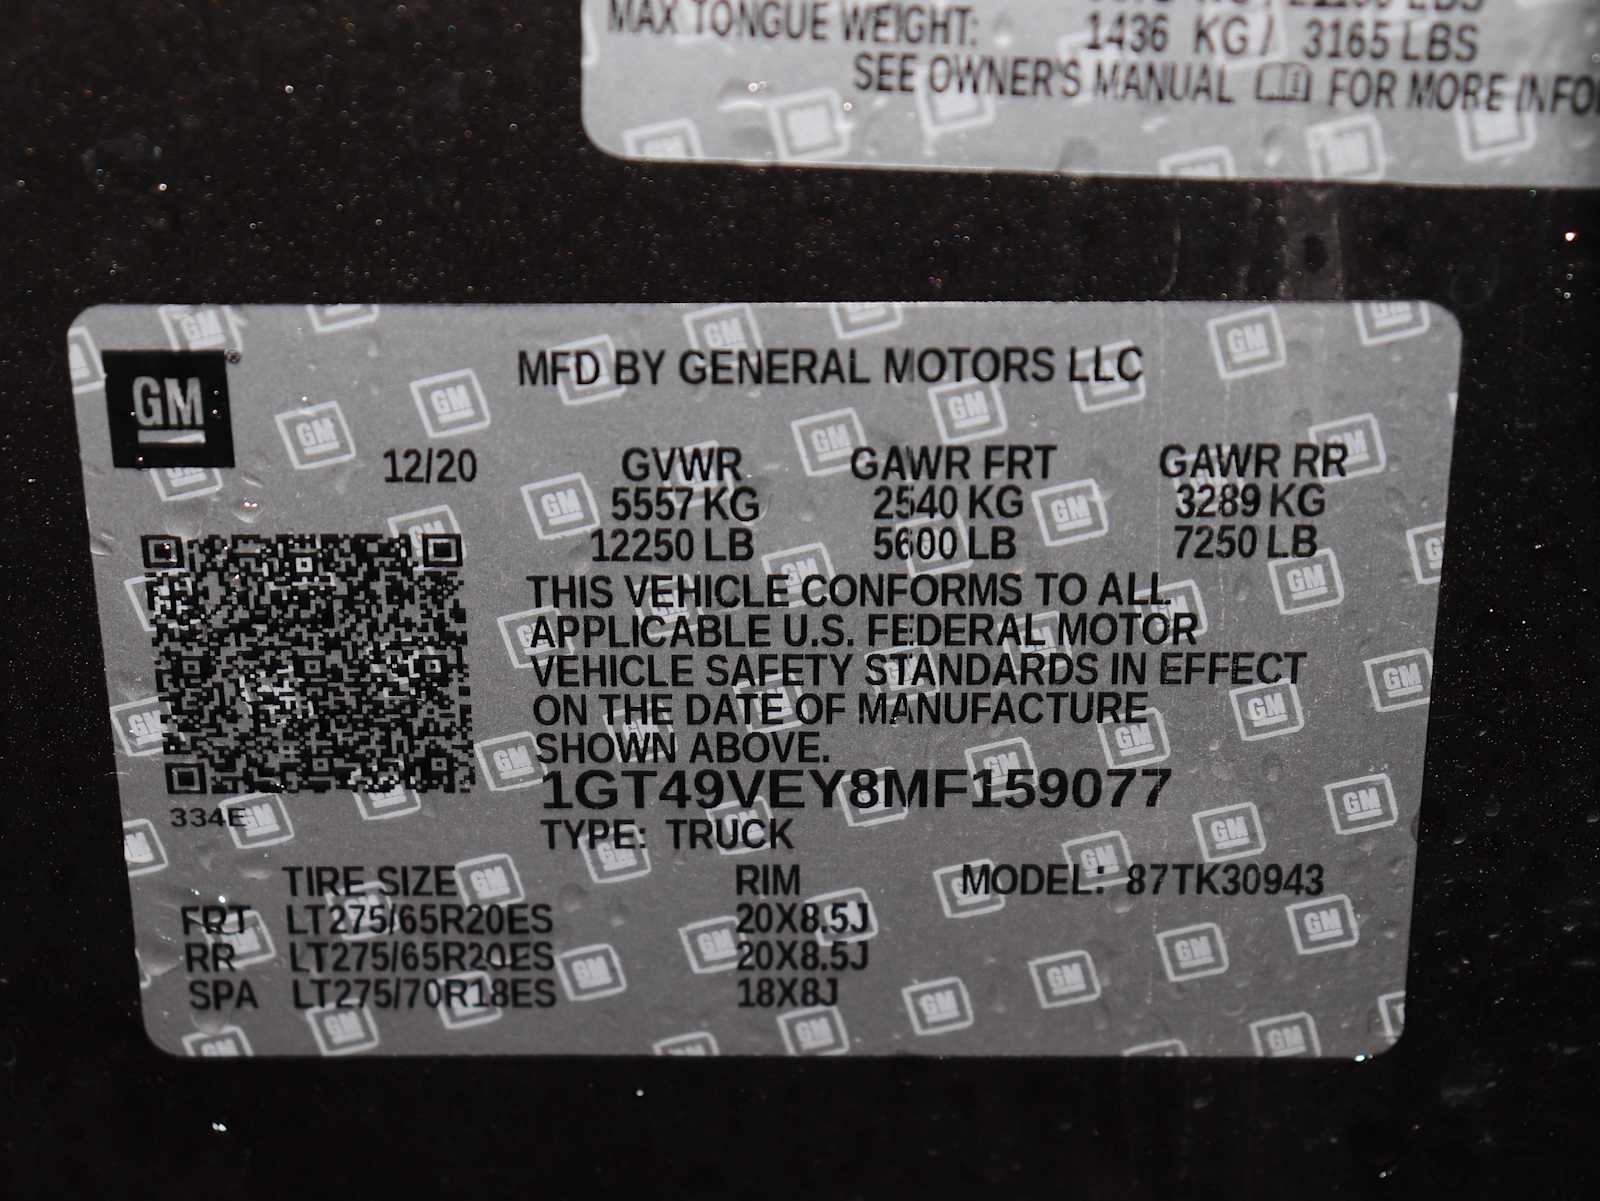 MAX TONGUE WEIGHT: 1436 KG / 3165 LBS
SEE OWNER'S MANUAL FOR MORE
GM
MFD BY GENERAL MOTORS LLC
12/20 GVWR GAWR FRT GAWR RR
5557 KG 2540 KG 3289 KG
12250 LB 5600 LB 7250 LB
THIS VEHICLE CONFORMS TO ALL
APPLICABLE U.S. FEDERAL MOTOR
VEHICLE SAFETY STANDARDS IN EFFECT
ON THE DATE OF MANUFACTURE
SHOWN ABOVE.
1GT49VEY8MF159077
334E
TYPE: TRUCK
TIRE SIZE RIM MODEL: 87TK30943
FRT LT275/65R20ES 20X8.5J
RR LT275/65R20ES 20X8.5J
SPA LT275/70R18ES 18X8J